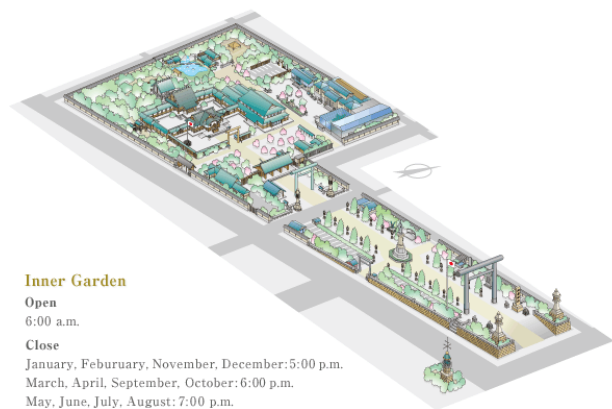 Inner Garden
Open
6:00 a.m.
Close
January, Feburuary, November, December: 5:00 p.m.
March, April, September, October: 6:00 p.m.
May, June, July, August: 7:00 p.m.